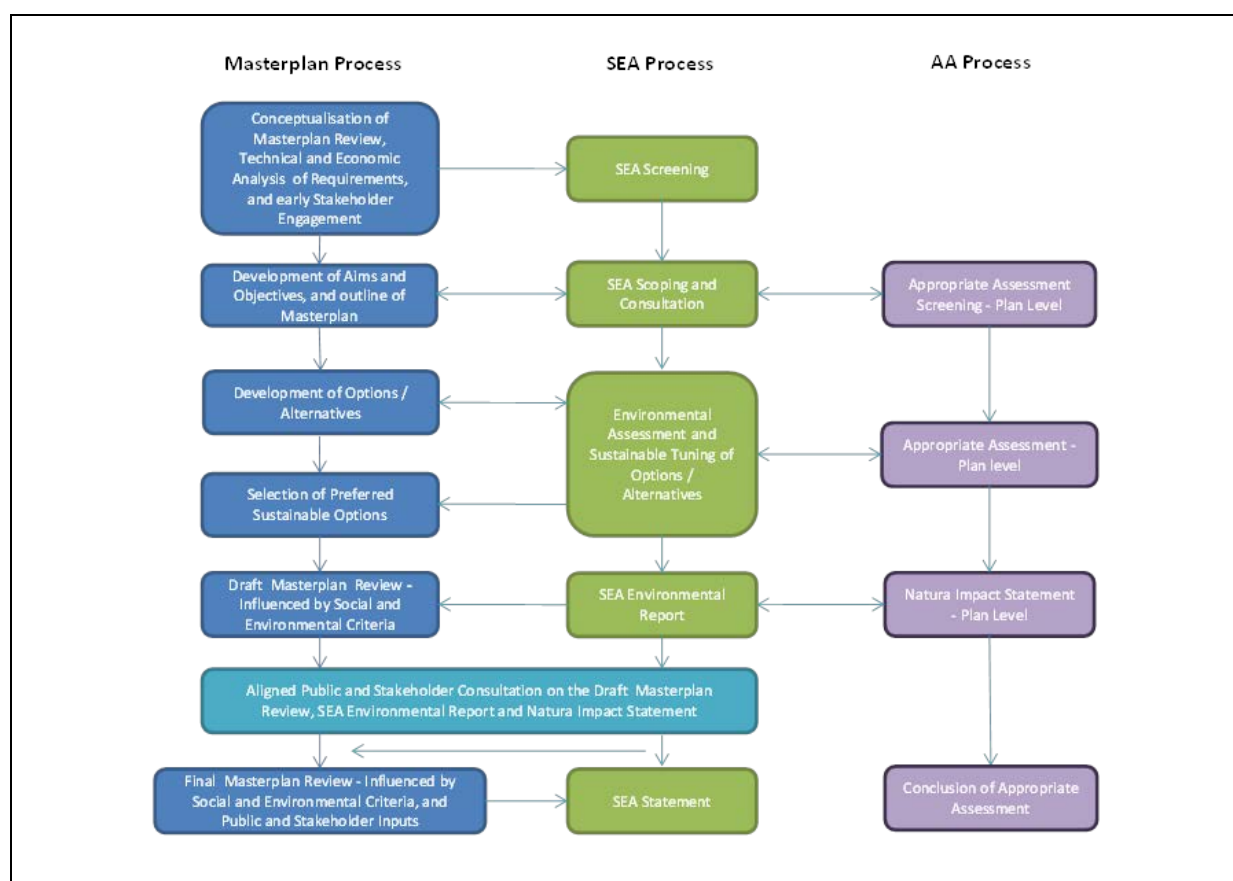 Masterplan Process
SEA Process
AA Process
Conceptualisation of
Masterplan Review,
Technical and Economic
Analysis of Requirements,
and early Stakeholder
Engagement
SEA Screening
Development of Aims and
Objectives, and outline of
Masterplan
SEA Scoping and
Consultation
Appropriate Assessment
Screening - Plan Level
Development of Options /
Alternatives
Environmental
Assessment and
Sustainable Tuning of
Options /
Alternatives
Appropriate Assessment -
Plan level
Selection of Preferred
Sustainable Options
Draft Masterplan Review -
Influenced by Social and
Environmental Criteria
SEA Environmental
Report
Natura Impact Statement
- Plan Level
Aligned Public and Stakeholder Consultation on the Draft Masterplan
Review, SEA Environmental Report and Natura Impact Statement
Final Masterplan Review - Influenced by
Social and Environmental Criteria, and
Public and Stakeholder Inputs
SEA Statement
Conclusion of Appropriate
Assessment